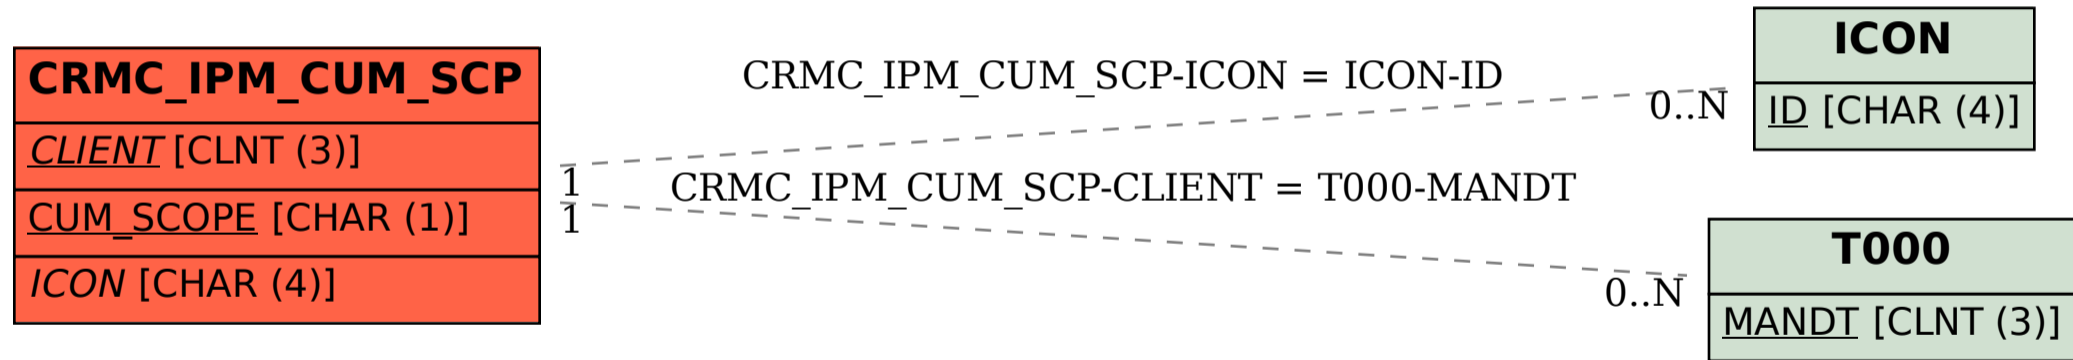 CRMC_IPM_CUM_SCP
CLIENT [CLNT (3)]
CUM_SCOPE [CHAR (1)]
ICON [CHAR (4)]
CRMC_IPM_CUM_SCP-ICON = ICON-ID
0..N
1
CRMC_IPM_CUM_SCP-CLIENT = T000-MANDT
1
0..N
ICON
ID [CHAR (4)]
T000
MANDT [CLNT (3)]